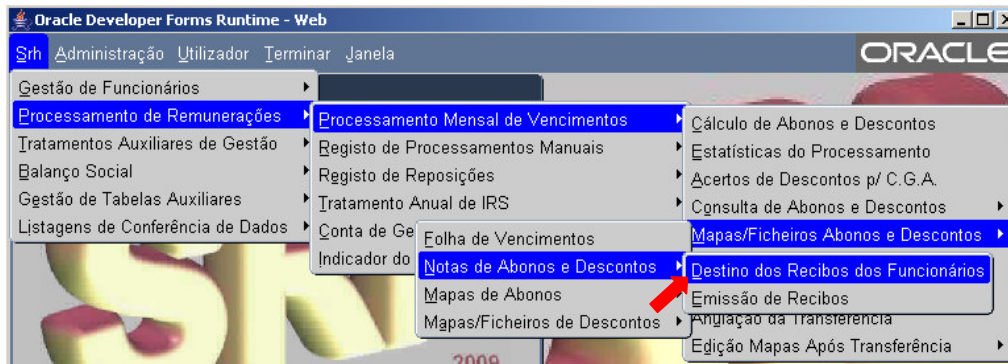 Oracle Developer Forms Runtime - Web
Srh Administração Utilizador Terminar Janela
ORACLE
Gestão de Funcionários
Processamento de Remunerações
Tratamentos Auxiliares de Gestão
Balanço Social
Gestão de Tabelas Auxiliares
Listagens de Conferência de Dados
Processamento Mensal de Vencimentos
Registo de Processamentos Manuais
Registo de Reposições
Tratamento Anual de IRS
Conta de Ge
Indicador do
Cálculo de Abonos e Descontos
Estatísticas do Processamento
Acertos de Descontos p/ C.G.A.
Consulta de Abonos e Descontos
Mapas/Ficheiros Abonos e Descontos
Anulação da Transferência
Edição Mapas Após Transferência
Folha de Vencimentos
Notas de Abonos e Descontos
Mapas de Abonos
Mapas/Ficheiros de Descontos
Destino dos Recibos dos Funcionários
Emissão de Recibos
2009